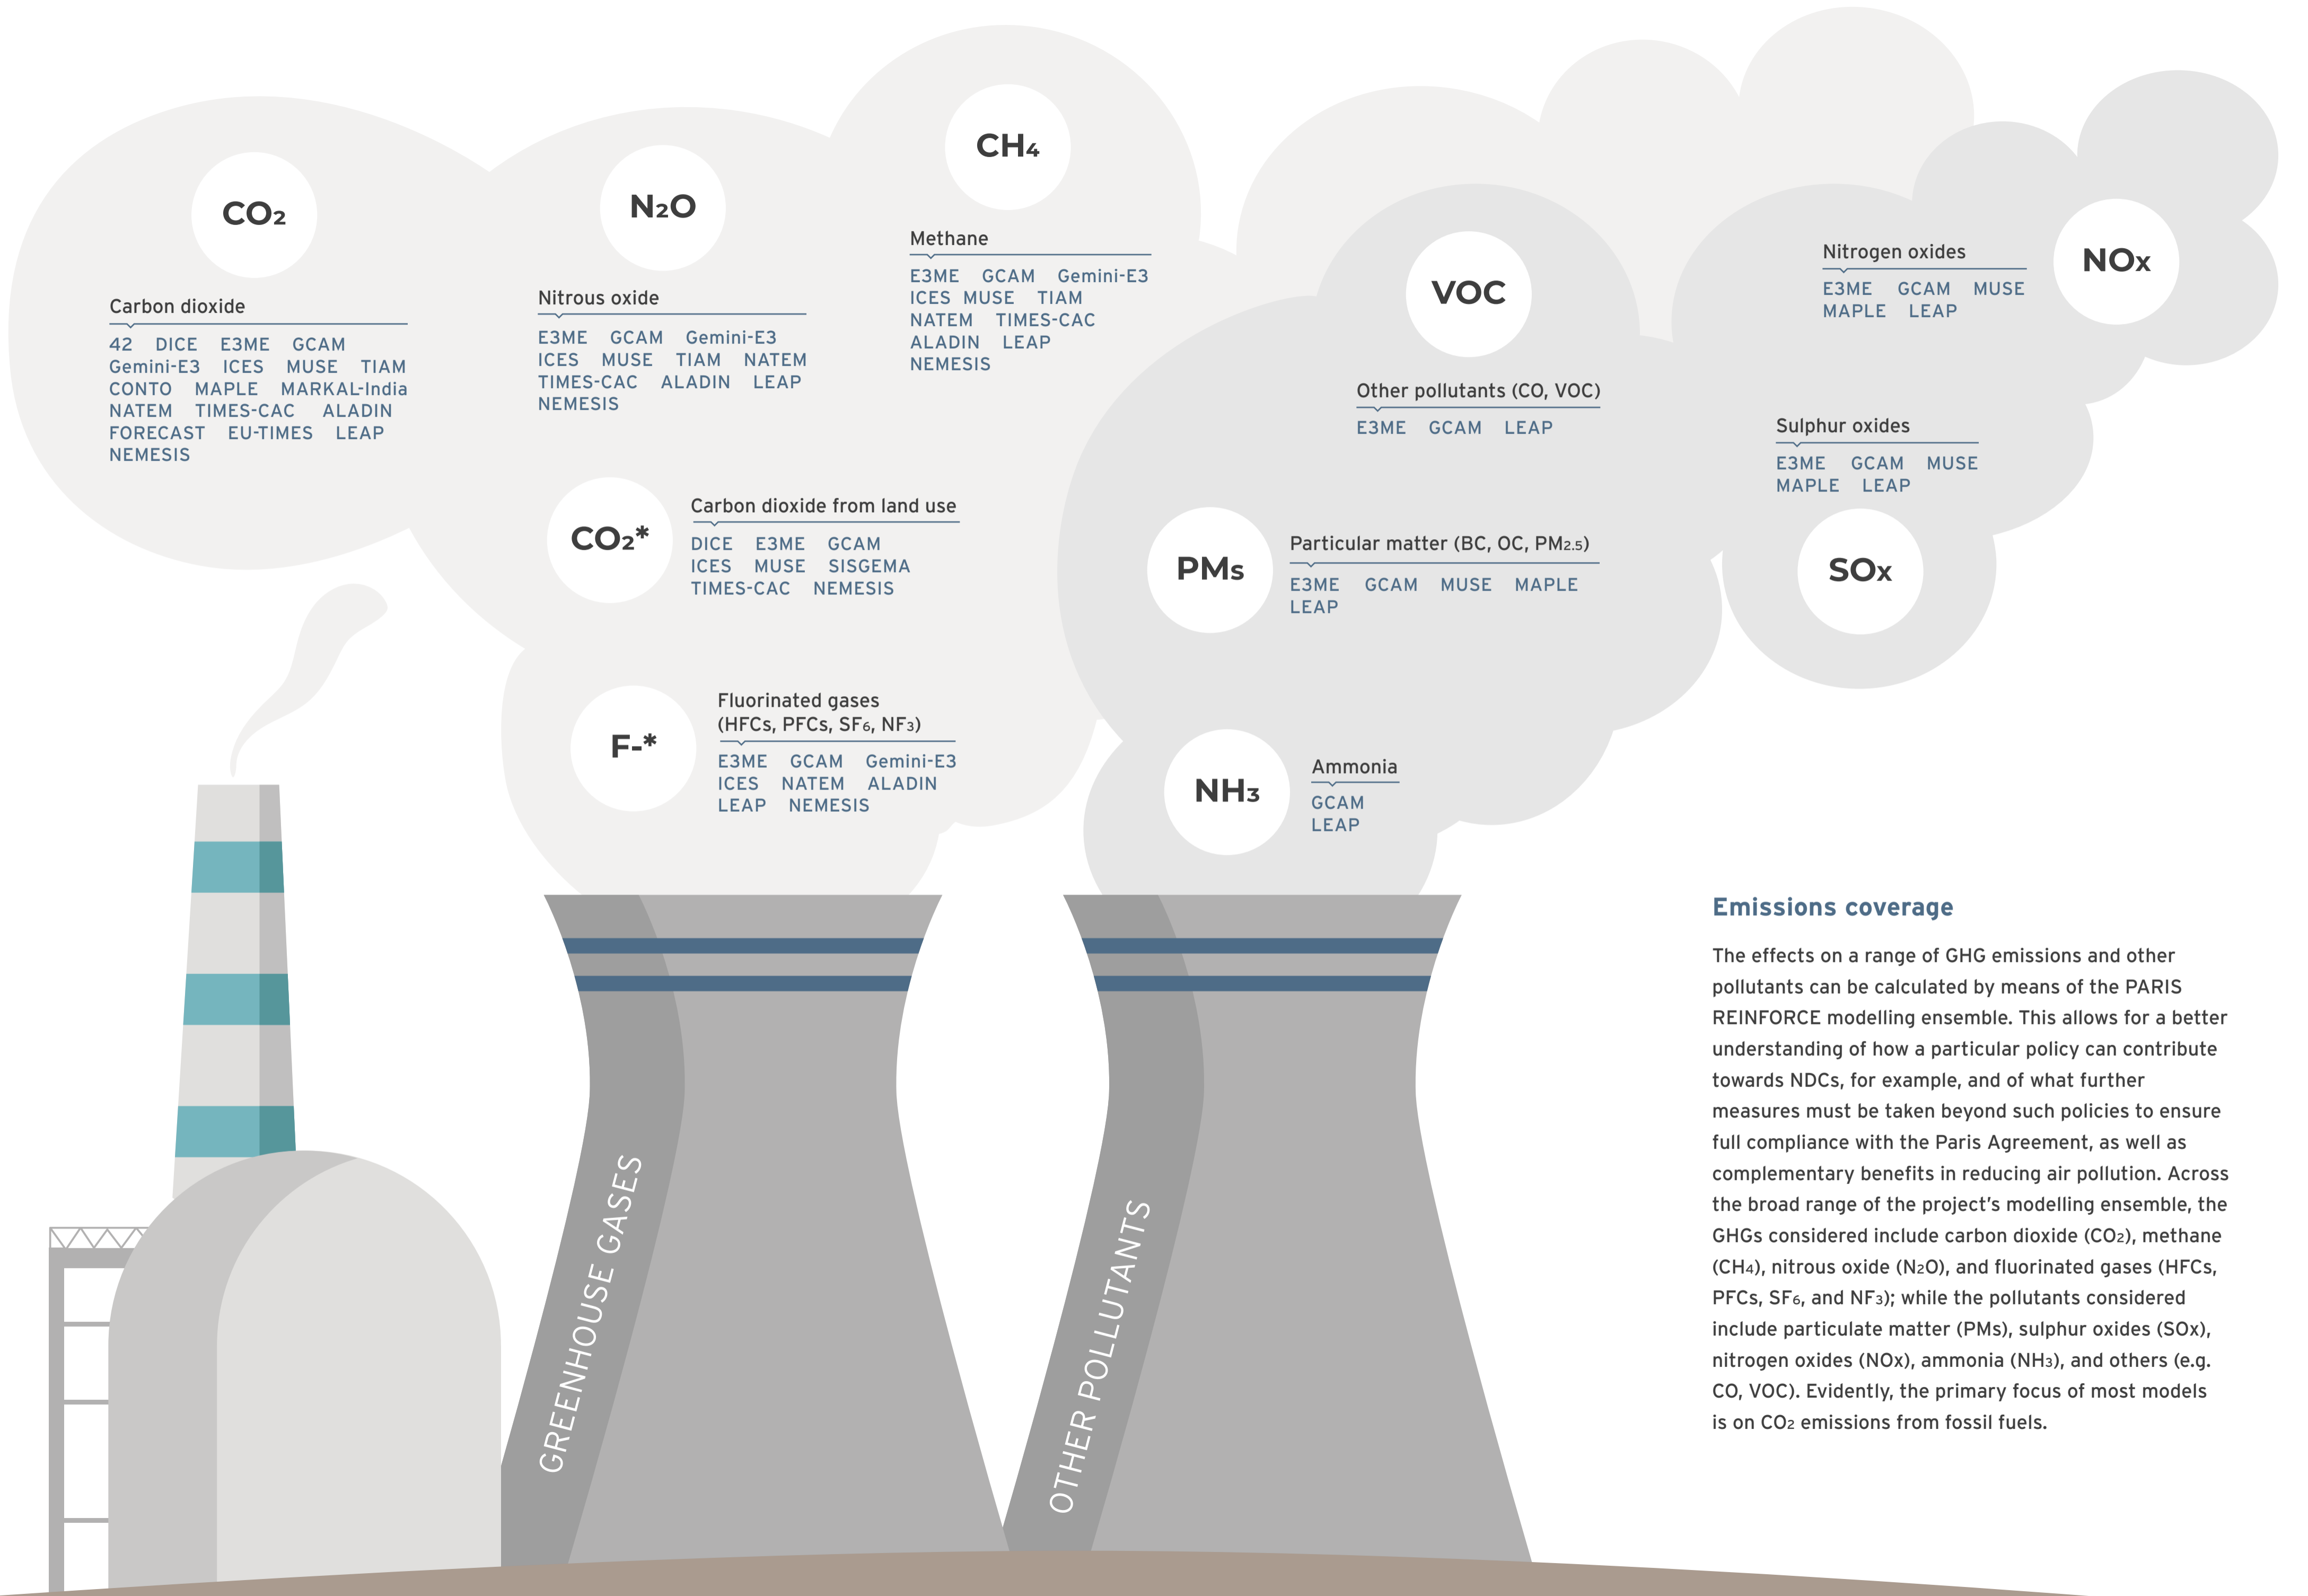 CO₂
Carbon dioxide
42 DICE E3ME GCAM
Gemini-E3 ICES MUSE TIAM
CONTO MAPLE MARKAL-India
NATEM TIMES-CAC ALADIN
FORECAST EU-TIMES LEAP
NEMESIS
N₂O
Nitrous oxide
E3ME GCAM Gemini-E3
ICES MUSE TIAM NATEM
TIMES-CAC ALADIN LEAP
NEMESIS
CH₄
Methane
E3ME GCAM Gemini-E3
ICES MUSE TIAM
NATEM TIMES-CAC
ALADIN LEAP
NEMESIS
CO₂*
Carbon dioxide from land use
DICE E3ME GCAM
ICES MUSE SISGEMA
TIMES-CAC NEMESIS
F-*
Fluorinated gases
(HFCs, PFCs, SF₆, NF₃)
E3ME GCAM Gemini-E3
ICES NATEM ALADIN
LEAP NEMESIS
VOC
Other pollutants (CO, VOC)
E3ME GCAM LEAP
NOx
Nitrogen oxides
E3ME GCAM MUSE
MAPLE LEAP
Sulphur oxides
E3ME GCAM MUSE
MAPLE LEAP
SOx
PMs
Particular matter (BC, OC, PM₂.₅)
E3ME GCAM MUSE MAPLE
LEAP
NH₃
Ammonia
GCAM
LEAP
GREENHOUSE GASES
OTHER POLLUTANTS
Emissions coverage
The effects on a range of GHG emissions and other
pollutants can be calculated by means of the PARIS
REINFORCE modelling ensemble. This allows for a better
understanding of how a particular policy can contribute
towards NDCs, for example, and of what further
measures must be taken beyond such policies to ensure
full compliance with the Paris Agreement, as well as
complementary benefits in reducing air pollution. Across
the broad range of the project's modelling ensemble, the
GHGs considered include carbon dioxide (CO₂), methane
(CH₄), nitrous oxide (N₂O), and fluorinated gases (HFCs,
PFCs, SF₆, and NF₃); while the pollutants considered
include particulate matter (PMs), sulphur oxides (SOx),
nitrogen oxides (NOx), ammonia (NH₃), and others (e.g.
CO, VOC). Evidently, the primary focus of most models
is on CO₂ emissions from fossil fuels.